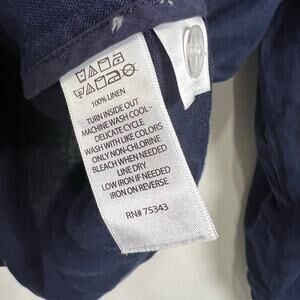 100% LINEN
TURN INSIDE OUT
MACHINE WASH COOL-
DELICATE CYCLE
WASH WITH LIKE COLORS
ONLY NON-CHLORINE
BLEACH WHEN NEEDED
LINE DRY
LOW IRON IF NEEDED
IRON ON REVERSE
RN# 75343